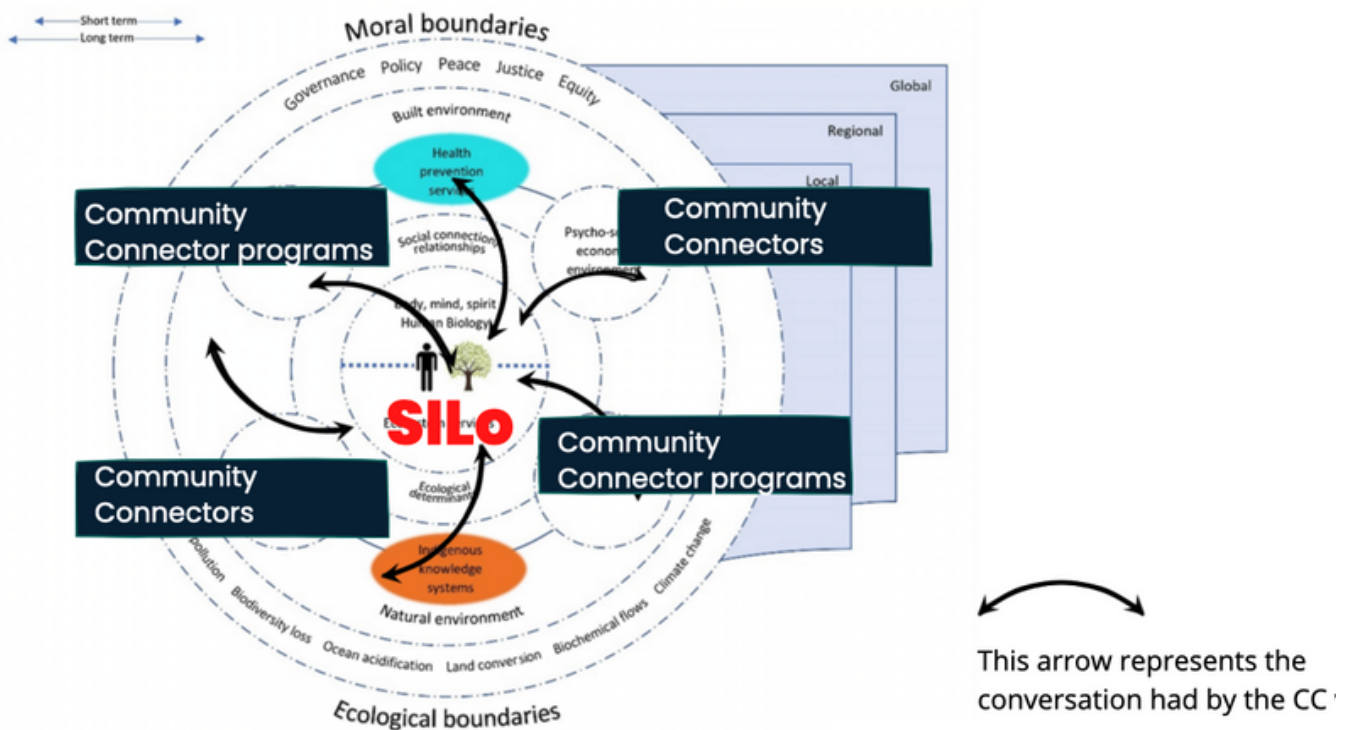 Short term
Long term
Moral boundaries
Governance Policy Peace Justice Equity
Built environment
Global
Regional
Local
Health
prevention
services
Community
Connector programs
Community
Connectors
Social connection,
relationships
Body, mind, spirit
Human Biology
SILo
Community
Connector programs
Community
Connectors
Ecological
Indigenous
knowledge
systems
Natural environment
pollution Biodiversity loss Ocean acidification Land conversion Biochemical flows Climate change
Ecological boundaries
This arrow represents the
conversation had by the CC